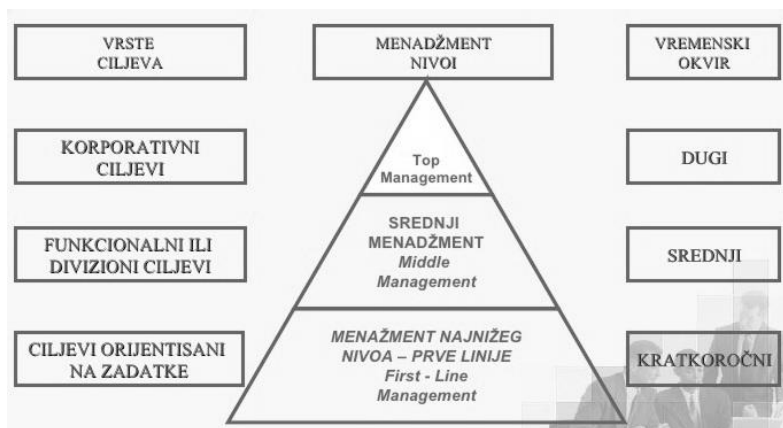 VRSTE
CILJEVA
MENADŽMENT
NIVOI
VREMENSKI
OKVIR
KORPORATIVNI
CILJEVI
Top
Management
DUGI
FUNKCIONALNI ILI
DIVIZIONI CILJEVI
SREDNJI
MENADŽMENT
Middle
Management
SREDNJI
CILJEVI ORIJENTISANI
NA ZADATKE
MENAŽMENT NAJNIŽEG
NIVOA – PRVE LINIJE
First - Line
Management
KRATKOROČNI